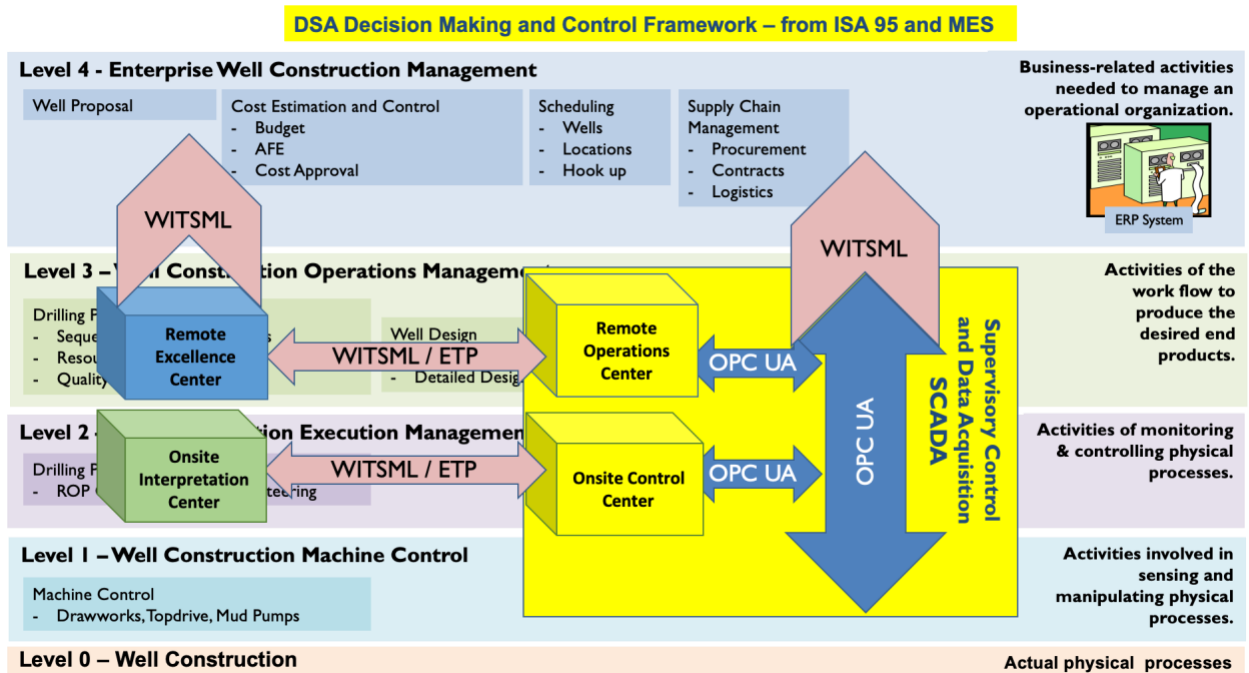 DSA Decision Making and Control Framework – from ISA 95 and MES
Level 4 - Enterprise Well Construction Management
Well Proposal
Cost Estimation and Control
- Budget
- AFE
- Cost Approval
Scheduling
- Wells
- Locations
- Hook up
Supply Chain
Management
- Procurement
- Contracts
- Logistics
Business-related activities
needed to manage an
operational organization.
ERP System
WITSML
WITSML
Level 3 – Well Construction Operations Management
Drilling
-
-
- Quality
Well Design
- Detailed Design
Remote
Excellence
Center
WITSML / ETP
Remote
Operations
Center
OPC UA
OPC UA
Supervisory Control
and Data Acquisition
SCADA
Activities of the
work flow to
produce the
desired end
products.
Level 2 - Execution Management
Drilling
- ROP
Onsite
Interpretation
Center
WITSML / ETP
Onsite Control
Center
OPC UA
Activities of monitoring
& controlling physical
processes.
Level 1 – Well Construction Machine Control
Machine Control
- Drawworks, Topdrive, Mud Pumps
Activities involved in
sensing and
manipulating physical
processes.
Level 0 – Well Construction
Actual physical processes